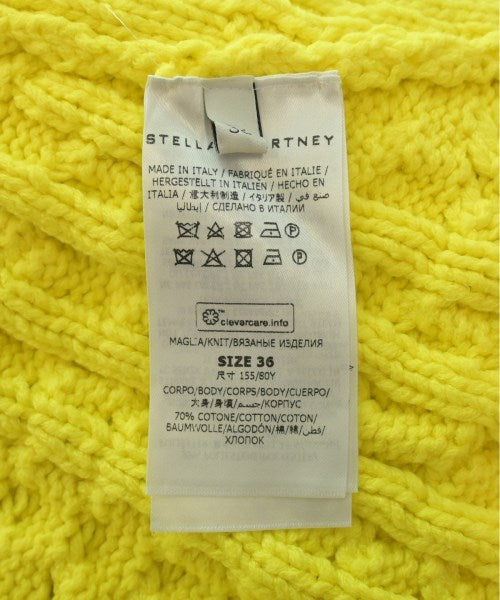 STELLA McCARTNEY
MADE IN ITALY / FABRIQUÉ EN ITALIE /
HERGESTELLT IN ITALIEN / HECHO EN
ITALIA / 意大利制造 / イタリア製 / صنع في
إيطاليا / СДЕЛАНО В ИТАЛИИ
clevercare.info
MAGLIA/KNIT/ВЯЗАНЫЕ ИЗДЕЛИЯ
SIZE 36
尺寸 155/80Y
CORPO/BODY/CORPS/BODY/CUERPO/
大身/身頃/جسم/КОРПУС
70% COTONE/COTTON/COTON/
BAUMWOLLE/ALGODÓN/棉/綿/قطن/
ХЛОПОК